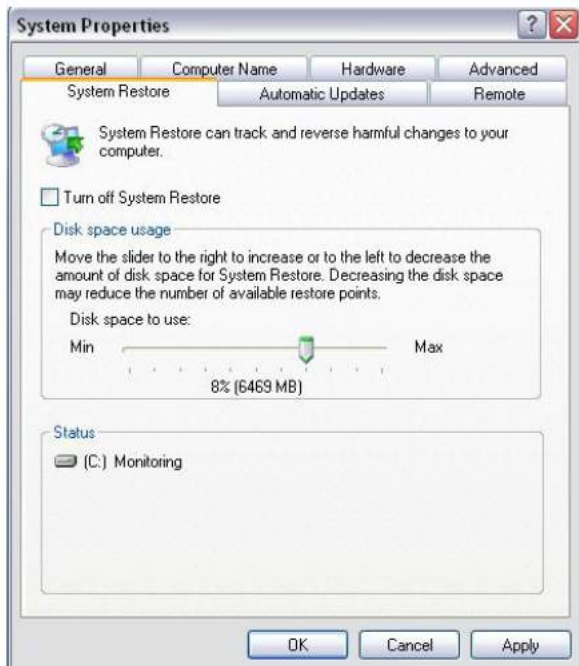 System Properties
General Computer Name Hardware Advanced
System Restore Automatic Updates Remote
System Restore can track and reverse harmful changes to your
computer.
Turn off System Restore
Disk space usage
Move the slider to the right to increase or to the left to decrease the
amount of disk space for System Restore. Decreasing the disk space
may reduce the number of available restore points.
Disk space to use:
Min Max
8% (6469 MB)
Status
(C:) Monitoring
OK Cancel Apply